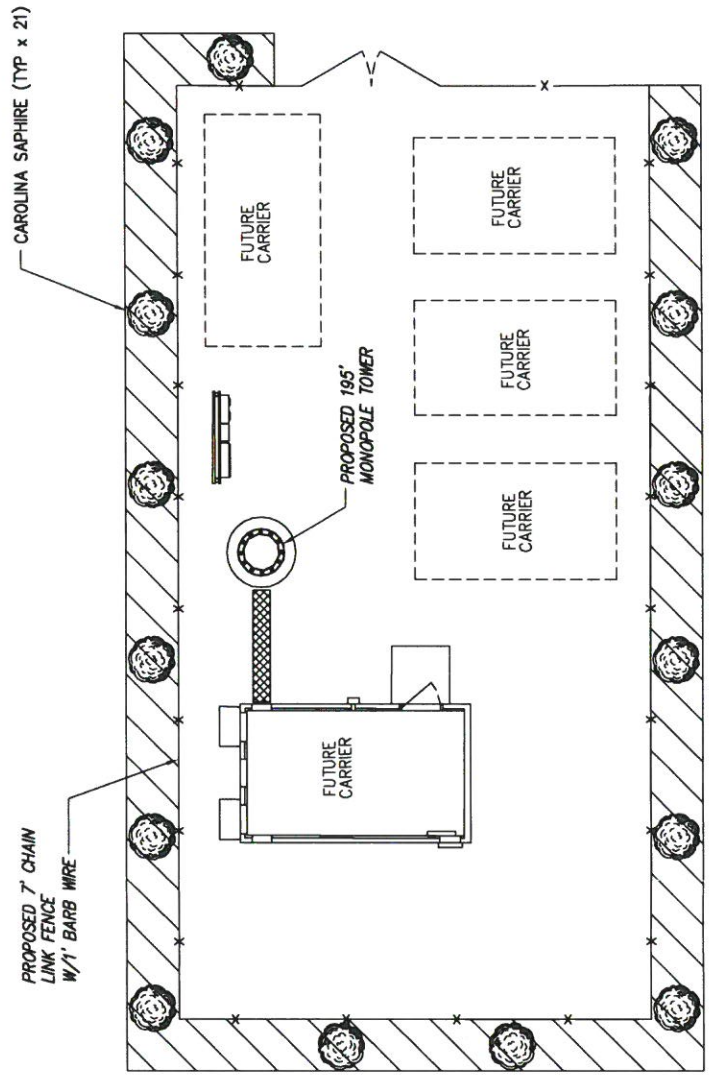 CAROLINA SAPHIRE (TYP x 21)
FUTURE
CARRIER
FUTURE
CARRIER
PROPOSED 195'
MONOPOLE TOWER
FUTURE
CARRIER
FUTURE
CARRIER
FUTURE
CARRIER
PROPOSED 7' CHAIN
LINK FENCE
W/1' BARB WIRE